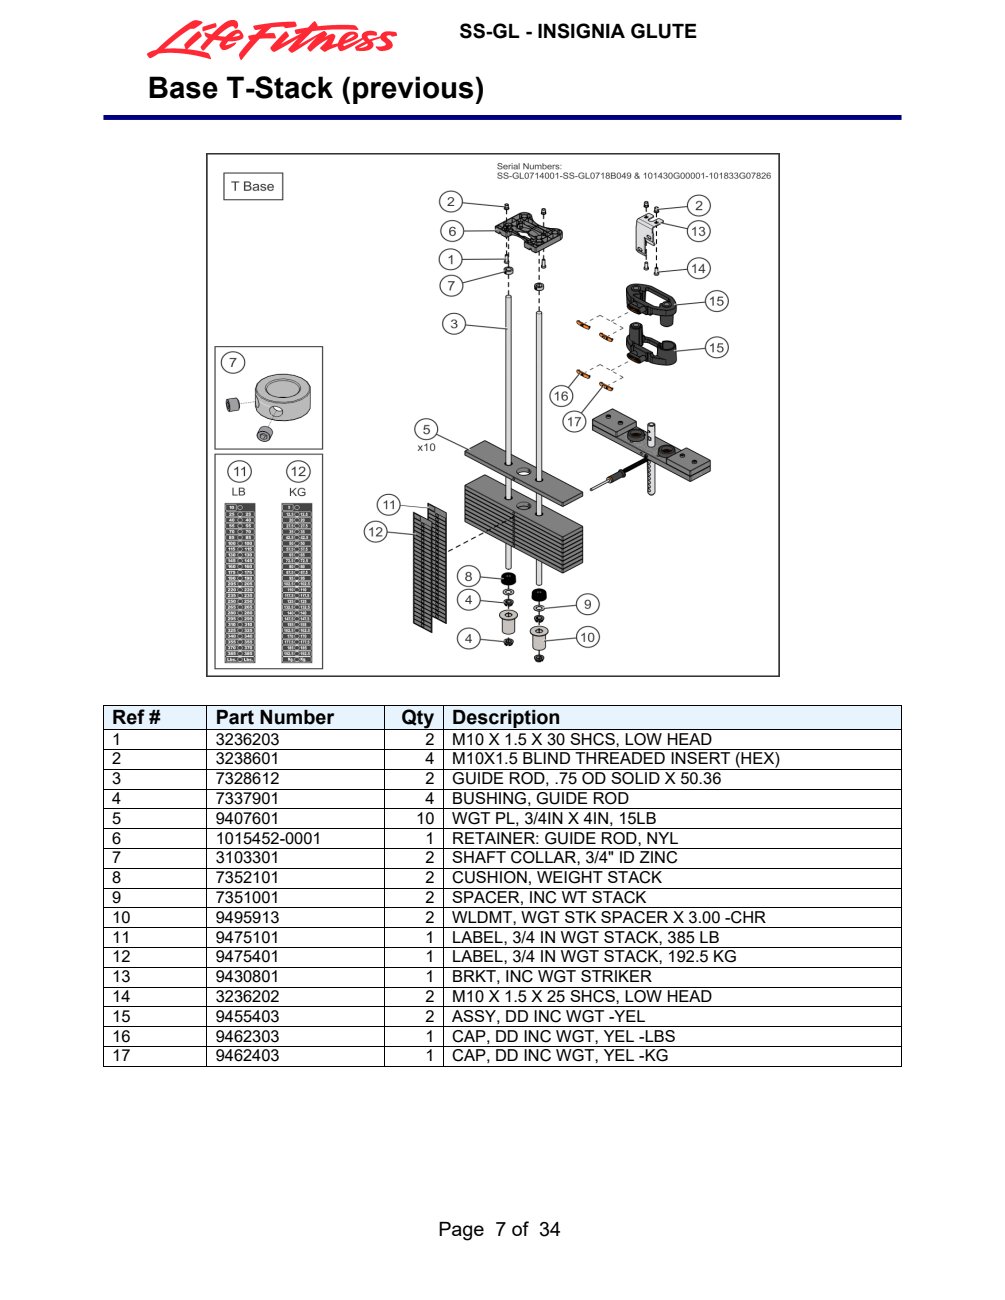 Life Fitness
SS-GL - INSIGNIA GLUTE
Base T-Stack (previous)
Serial Numbers:
SS-GL0714001-SS-GL0718B049 & 101430G00001-101833G07826
T Base
2
6
1
7
3
2
13
14
15
15
16
17
7
5
x10
11
LB
12
KG
11
12
8
4
9
4
10
Ref # Part Number Qty Description
1 3236203 2 M10 X 1.5 X 30 SHCS, LOW HEAD
2 3238601 4 M10X1.5 BLIND THREADED INSERT (HEX)
3 7328612 2 GUIDE ROD, .75 OD SOLID X 50.36
4 7337901 4 BUSHING, GUIDE ROD
5 9407601 10 WGT PL, 3/4IN X 4IN, 15LB
6 1015452-0001 1 RETAINER: GUIDE ROD, NYL
7 3103301 2 SHAFT COLLAR, 3/4" ID ZINC
8 7352101 2 CUSHION, WEIGHT STACK
9 7351001 2 SPACER, INC WT STACK
10 9495913 2 WLDMT, WGT STK SPACER X 3.00 -CHR
11 9475101 1 LABEL, 3/4 IN WGT STACK, 385 LB
12 9475401 1 LABEL, 3/4 IN WGT STACK, 192.5 KG
13 9430801 1 BRKT, INC WGT STRIKER
14 3236202 2 M10 X 1.5 X 25 SHCS, LOW HEAD
15 9455403 2 ASSY, DD INC WGT -YEL
16 9462303 1 CAP, DD INC WGT, YEL -LBS
17 9462403 1 CAP, DD INC WGT, YEL -KG
Page 7 of 34